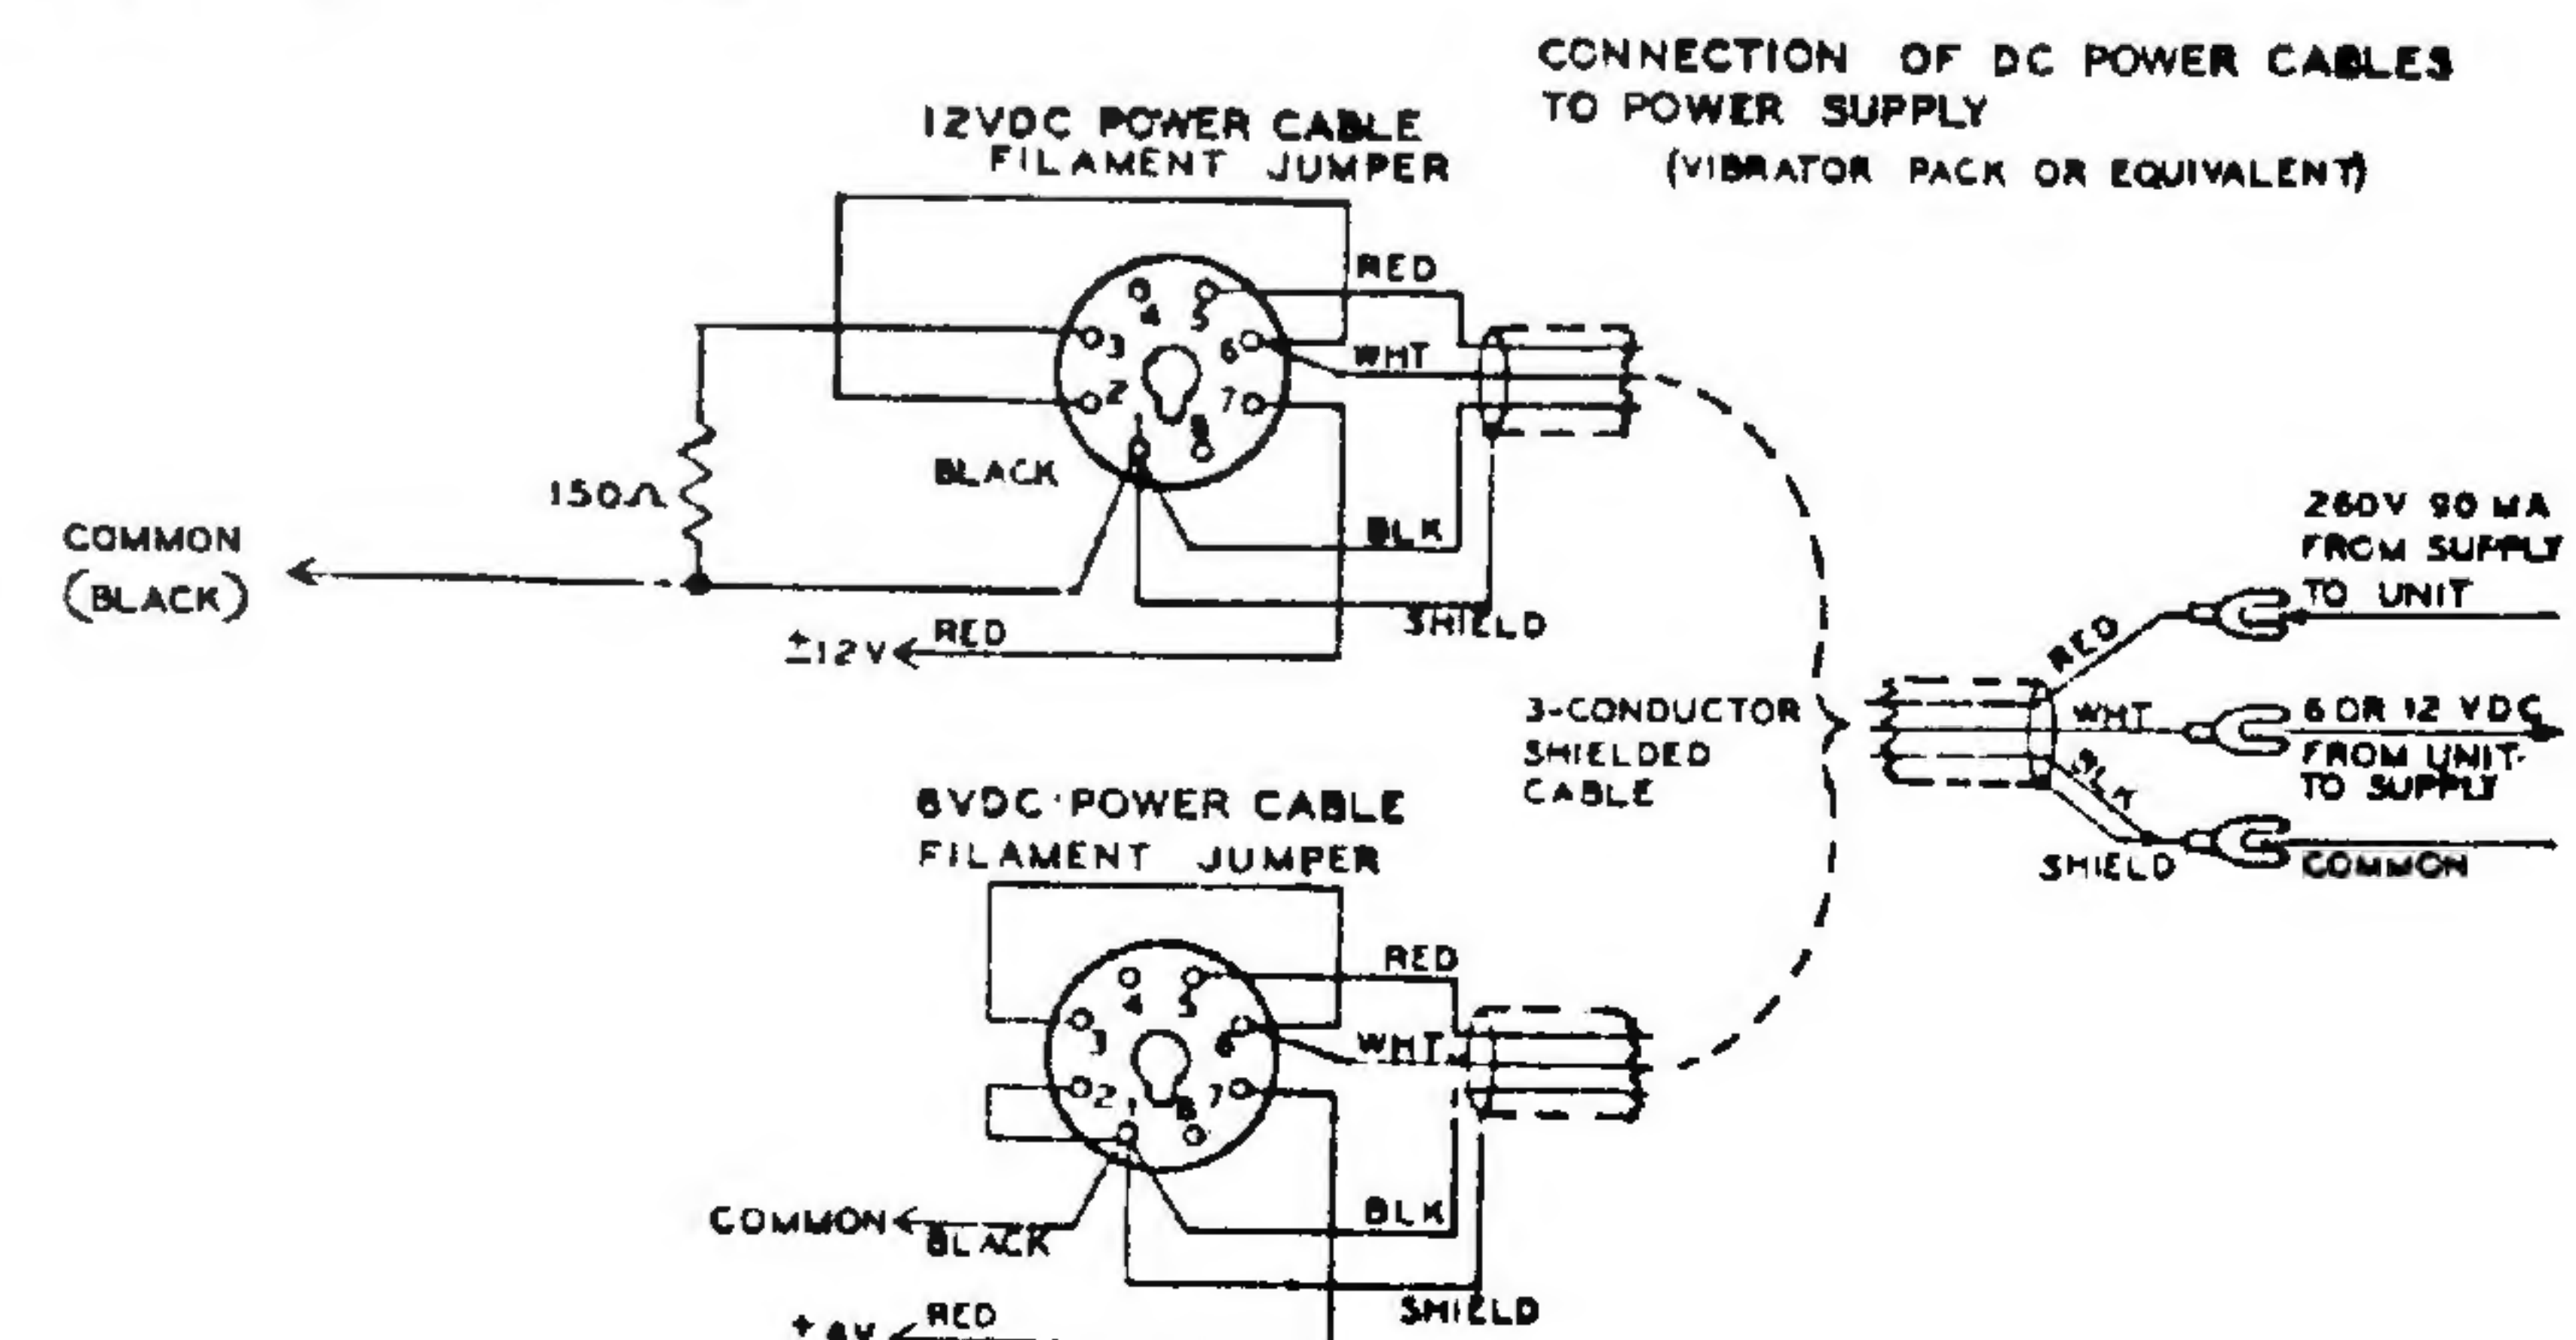 CONNECTION OF DC POWER CABLES
TO POWER SUPPLY
(VIBRATOR PACK OR EQUIVALENT)
12VDC POWER CABLE
FILAMENT JUMPER
RED
4
5
3
6
WHT
2
7
1
8
BLACK
150Ω
BLK
COMMON
(BLACK)
SHIELD
±12V
RED
260V 90 MA
FROM SUPPLY
TO UNIT
RED
3-CONDUCTOR
SHIELDED
CABLE
WHT
6 OR 12 VDC
FROM UNIT
TO SUPPLY
BLK
SHIELD
COMMON
6VDC POWER CABLE
FILAMENT JUMPER
RED
4
5
3
6
WHT
2
7
1
8
COMMON
BLACK
BLK
SHIELD
RED